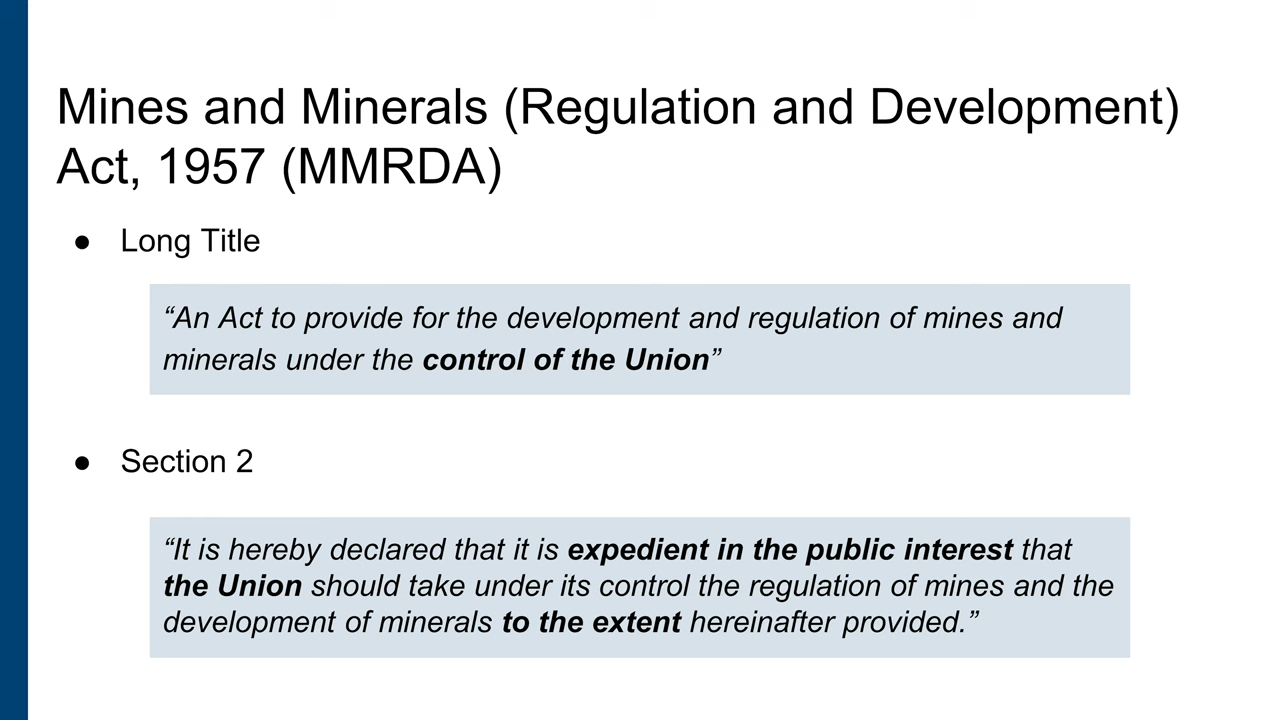 Mines and Minerals (Regulation and Development)
Act, 1957 (MMRDA)
● Long Title
“An Act to provide for the development and regulation of mines and
minerals under the control of the Union”
● Section 2
“It is hereby declared that it is expedient in the public interest that
the Union should take under its control the regulation of mines and the
development of minerals to the extent hereinafter provided.”